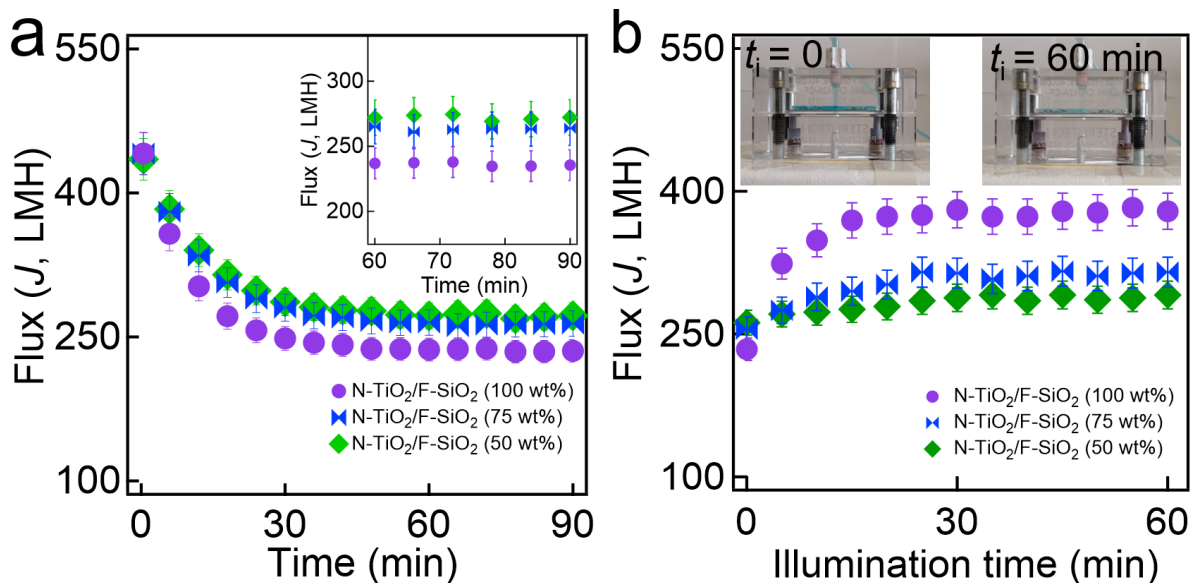 a
550
400
250
100
Flux (J, LMH)
0
30
60
90
Time (min)
300
250
200
Flux (J, LMH)
60
70
80
90
Time (min)
N-TiO₂/F-SiO₂ (100 wt%)
N-TiO₂/F-SiO₂ (75 wt%)
N-TiO₂/F-SiO₂ (50 wt%)
b
550
400
250
100
Flux (J, LMH)
0
30
60
Illumination time (min)
tᵢ = 0
tᵢ = 60 min
N-TiO₂/F-SiO₂ (100 wt%)
N-TiO₂/F-SiO₂ (75 wt%)
N-TiO₂/F-SiO₂ (50 wt%)